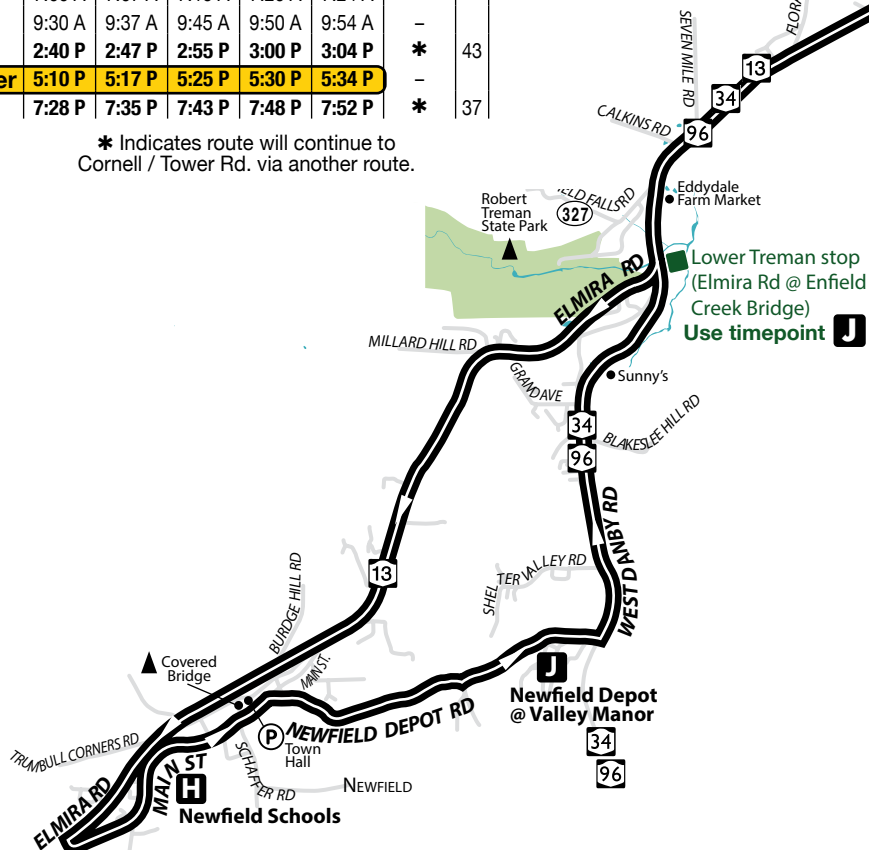 9:30 A 9:37 A 9:45 A 9:50 A 9:54 A –
2:40 P 2:47 P 2:55 P 3:00 P 3:04 P ✱ 43
5:10 P 5:17 P 5:25 P 5:30 P 5:34 P –
7:28 P 7:35 P 7:43 P 7:48 P 7:52 P ✱ 37
✱ Indicates route will continue to
Cornell / Tower Rd. via another route.
SEVEN MILE RD
13
34
CALKINS RD
96
Eddydale
Farm Market
Robert
Treman
State Park
327
Lower Treman stop
(Elmira Rd @ Enfield
Creek Bridge)
Use timepoint J
ELMIRA RD
MILLARD HILL RD
GRAND AVE
Sunny's
34
96
BLAKESLEE HILL RD
WEST DANBY RD
SHELTER VALLEY RD
13
BURDGE HILL RD
MAIN ST.
Covered
Bridge
J
Newfield Depot
@ Valley Manor
34
96
NEWFIELD DEPOT RD
P
Town
Hall
TRUMBULL CORNERS RD
MAIN ST
SCHAFFER RD
NEWFIELD
H
Newfield Schools
ELMIRA RD